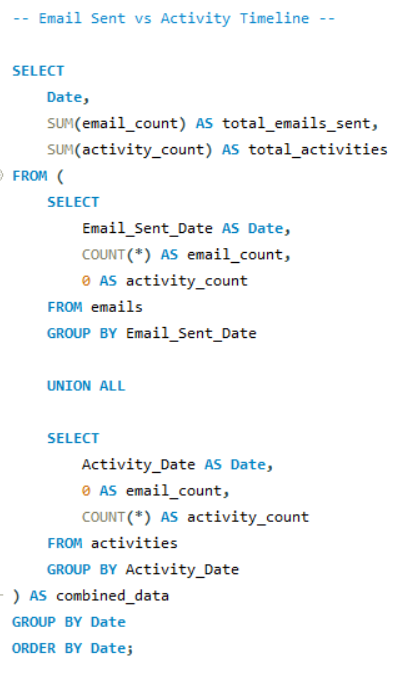 -- Email Sent vs Activity Timeline --
SELECT
Date,
SUM(email_count) AS total_emails_sent,
SUM(activity_count) AS total_activities
FROM (
SELECT
Email_Sent_Date AS Date,
COUNT(*) AS email_count,
0 AS activity_count
FROM emails
GROUP BY Email_Sent_Date
UNION ALL
SELECT
Activity_Date AS Date,
0 AS email_count,
COUNT(*) AS activity_count
FROM activities
GROUP BY Activity_Date
) AS combined_data
GROUP BY Date
ORDER BY Date;